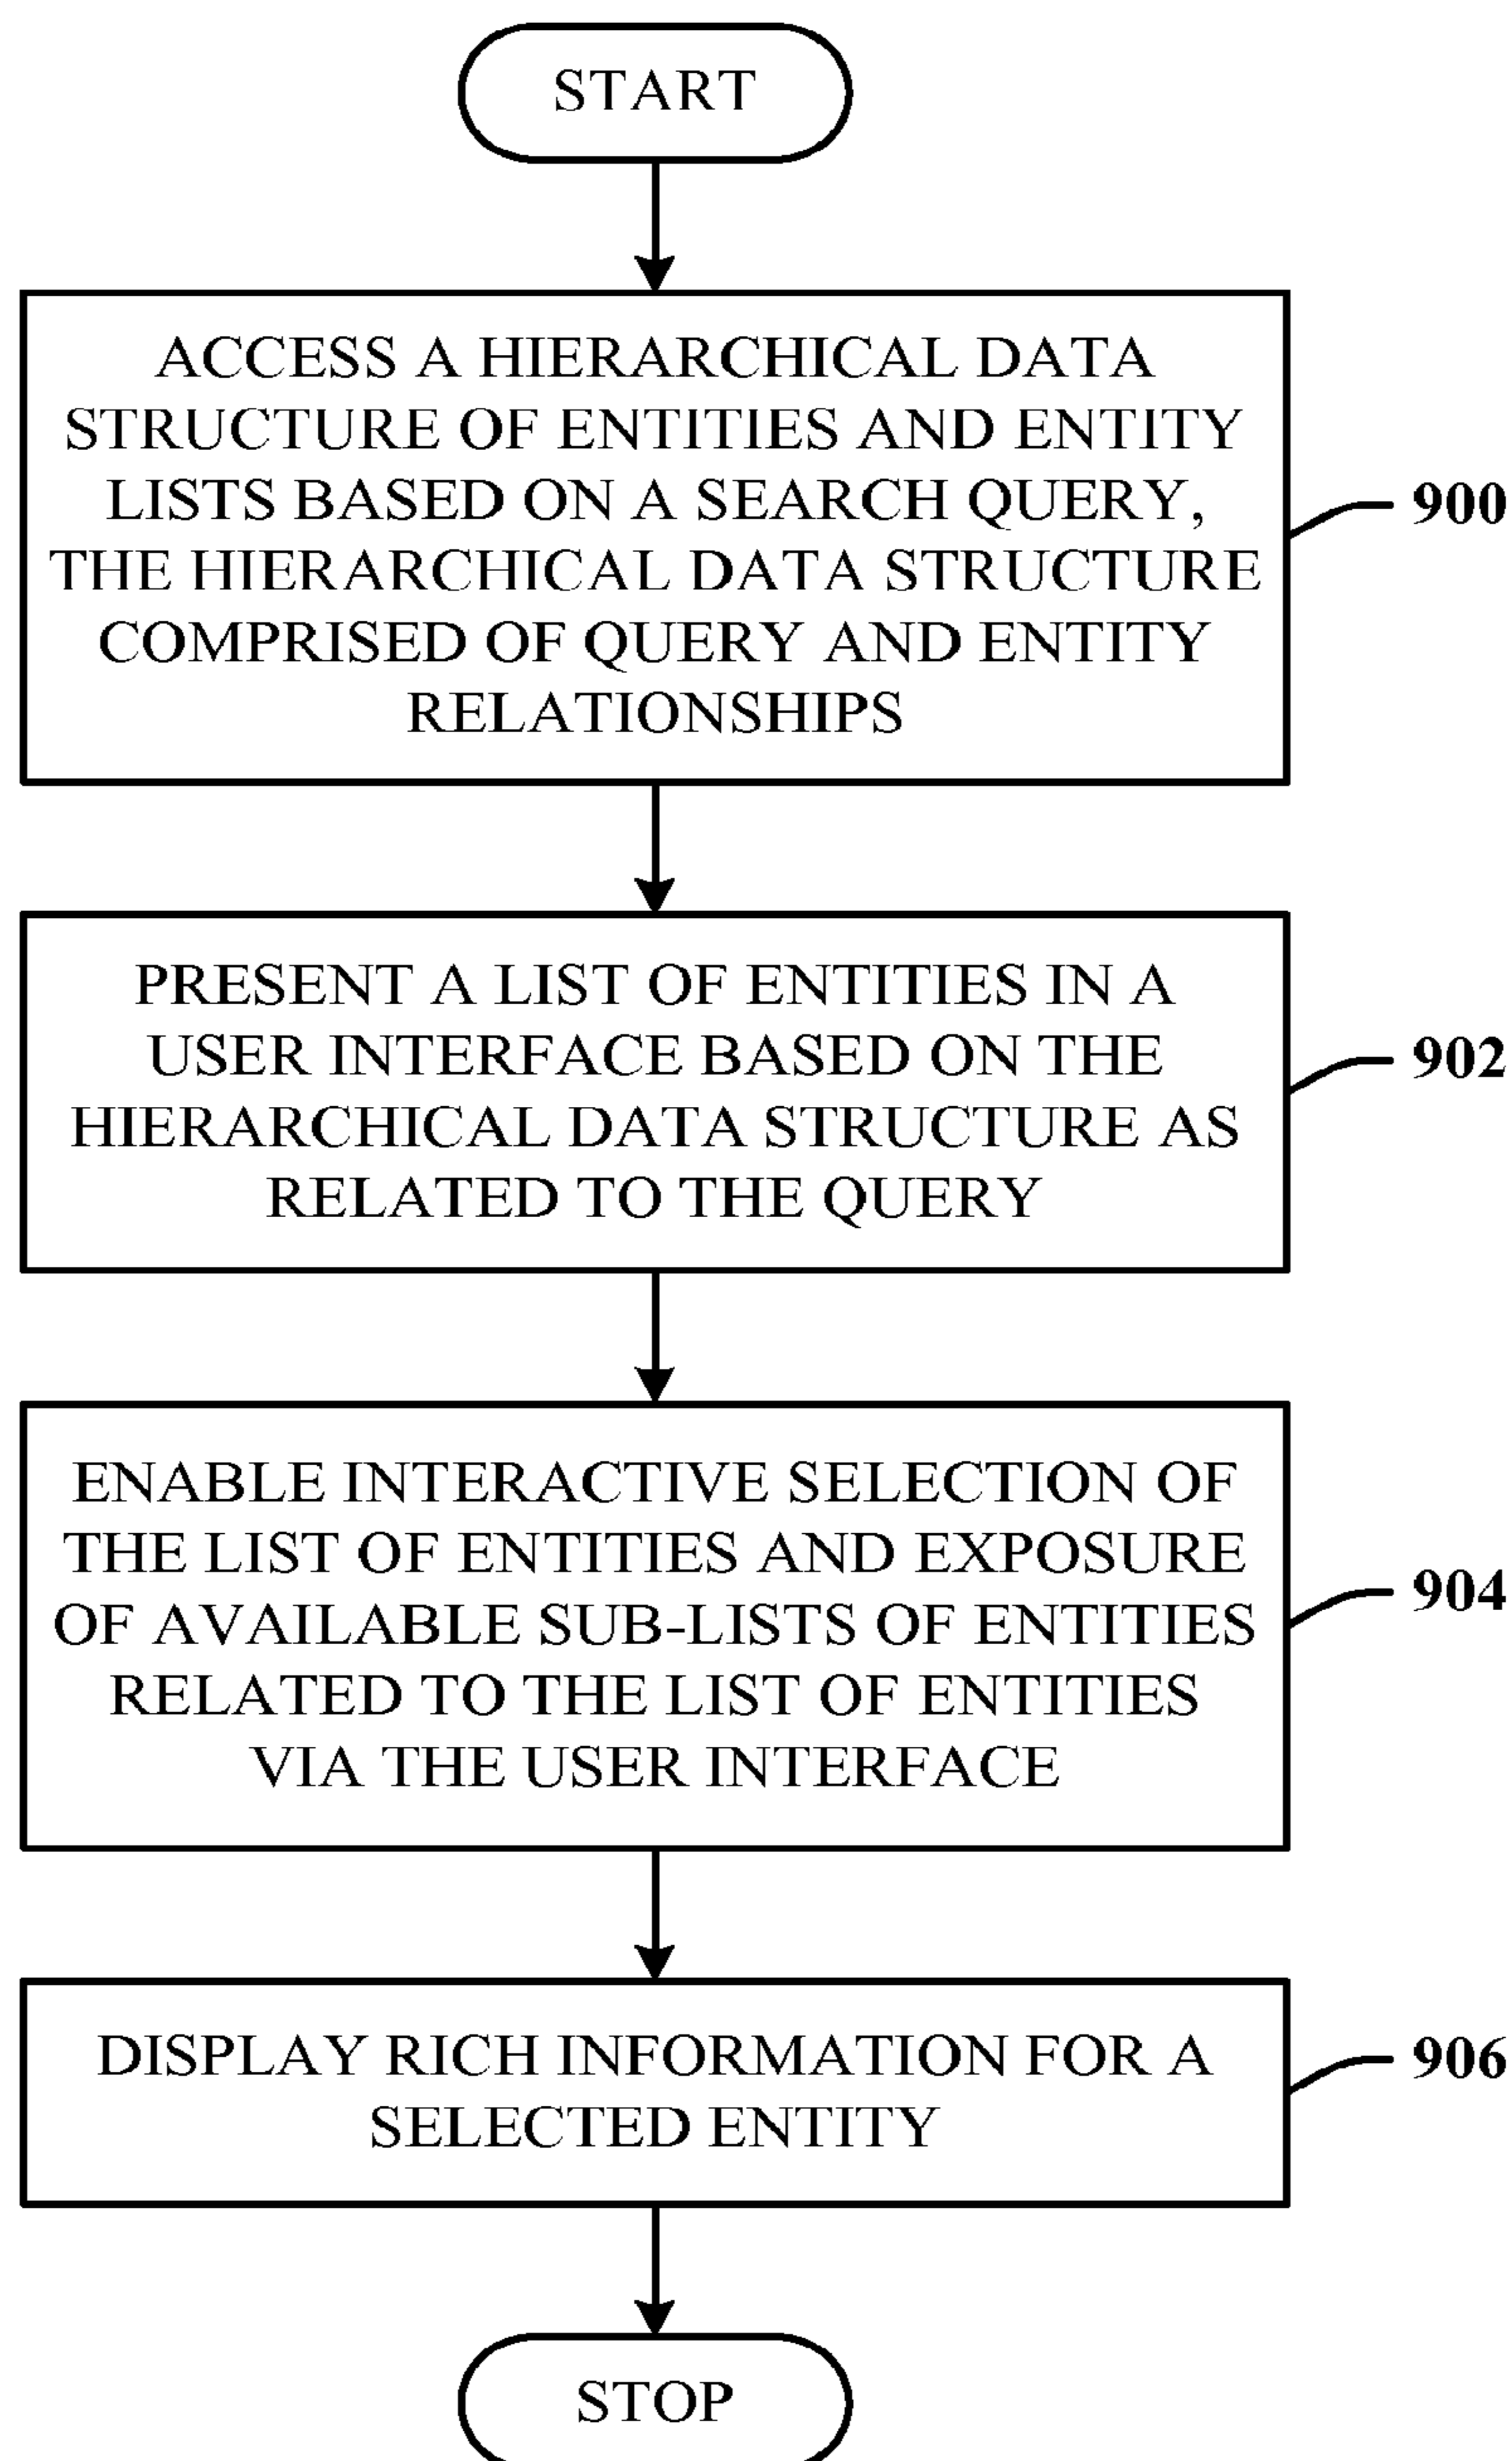 START
ACCESS A HIERARCHICAL DATA
STRUCTURE OF ENTITIES AND ENTITY
LISTS BASED ON A SEARCH QUERY,
THE HIERARCHICAL DATA STRUCTURE
COMPRISED OF QUERY AND ENTITY
RELATIONSHIPS
900
PRESENT A LIST OF ENTITIES IN A
USER INTERFACE BASED ON THE
HIERARCHICAL DATA STRUCTURE AS
RELATED TO THE QUERY
902
ENABLE INTERACTIVE SELECTION OF
THE LIST OF ENTITIES AND EXPOSURE
OF AVAILABLE SUB-LISTS OF ENTITIES
RELATED TO THE LIST OF ENTITIES
VIA THE USER INTERFACE
904
DISPLAY RICH INFORMATION FOR A
SELECTED ENTITY
906
STOP